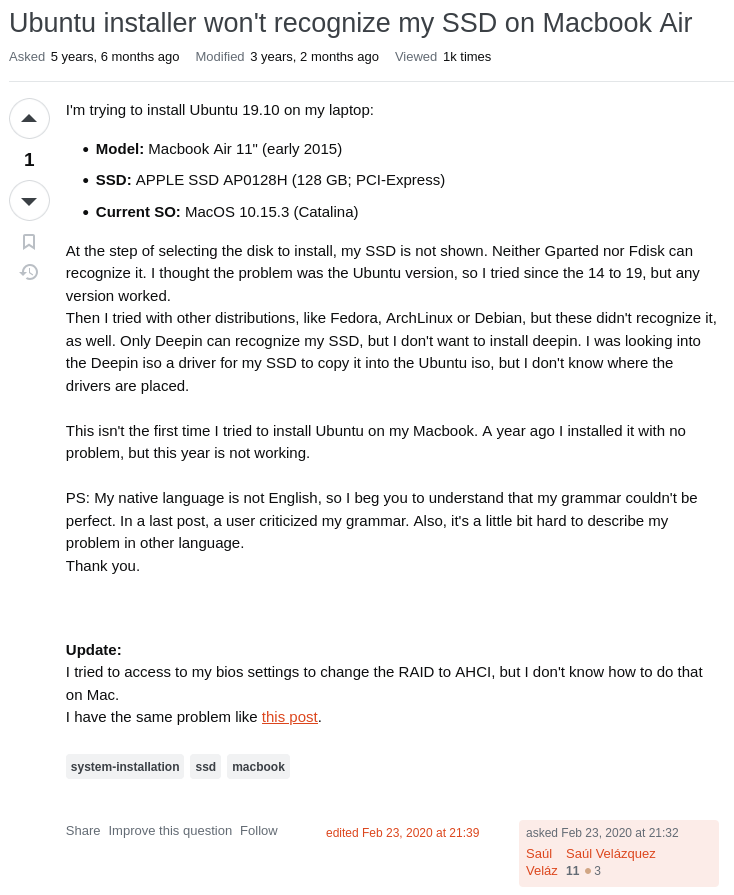 Ubuntu installer won't recognize my SSD on Macbook Air
Asked 5 years, 6 months ago Modified 3 years, 2 months ago Viewed 1k times
I'm trying to install Ubuntu 19.10 on my laptop:
1
• Model: Macbook Air 11" (early 2015)
• SSD: APPLE SSD AP0128H (128 GB; PCI-Express)
• Current SO: MacOS 10.15.3 (Catalina)
At the step of selecting the disk to install, my SSD is not shown. Neither Gparted nor Fdisk can
recognize it. I thought the problem was the Ubuntu version, so I tried since the 14 to 19, but any
version worked.
Then I tried with other distributions, like Fedora, ArchLinux or Debian, but these didn't recognize it,
as well. Only Deepin can recognize my SSD, but I don't want to install deepin. I was looking into
the Deepin iso a driver for my SSD to copy it into the Ubuntu iso, but I don't know where the
drivers are placed.
This isn't the first time I tried to install Ubuntu on my Macbook. A year ago I installed it with no
problem, but this year is not working.
PS: My native language is not English, so I beg you to understand that my grammar couldn't be
perfect. In a last post, a user criticized my grammar. Also, it's a little bit hard to describe my
problem in other language.
Thank you.
Update:
I tried to access to my bios settings to change the RAID to AHCI, but I don't know how to do that
on Mac.
I have the same problem like this post.
system-installation ssd macbook
Share Improve this question Follow
edited Feb 23, 2020 at 21:39
asked Feb 23, 2020 at 21:32
Saúl Saúl Velázquez
Veláz 11 3